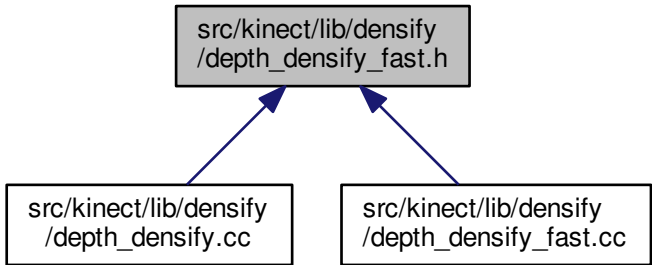 src/kinect/lib/densify
/depth_densify_fast.h
src/kinect/lib/densify
/depth_densify.cc
src/kinect/lib/densify
/depth_densify_fast.cc